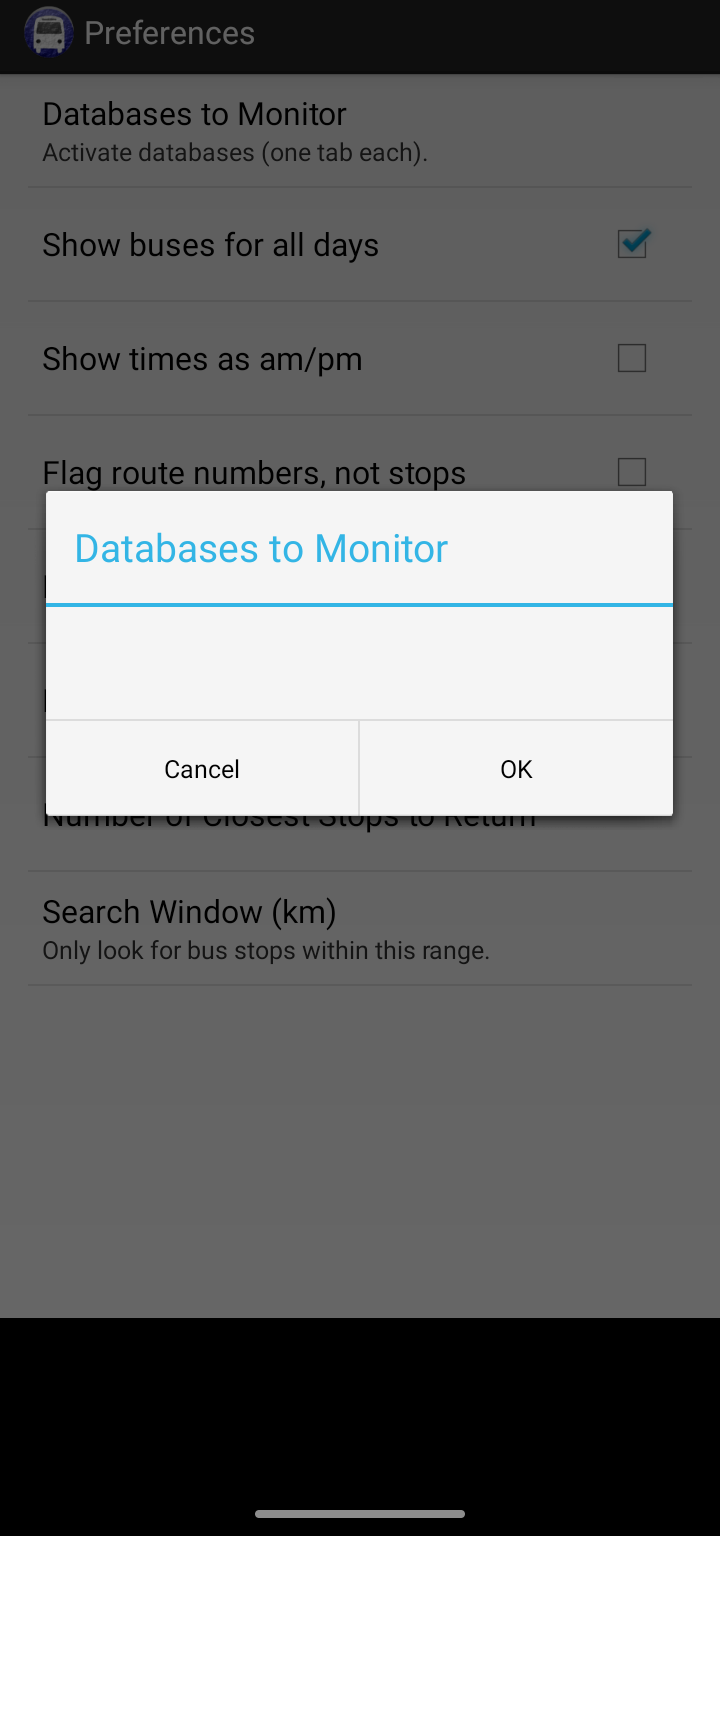 Preferences
Databases to Monitor
Activate databases (one tab each).
Show buses for all days
Show times as am/pm
Flag route numbers, not stops
Databases to Monitor
Cancel
OK
Number of Closest Stops to Return
Search Window (km)
Only look for bus stops within this range.